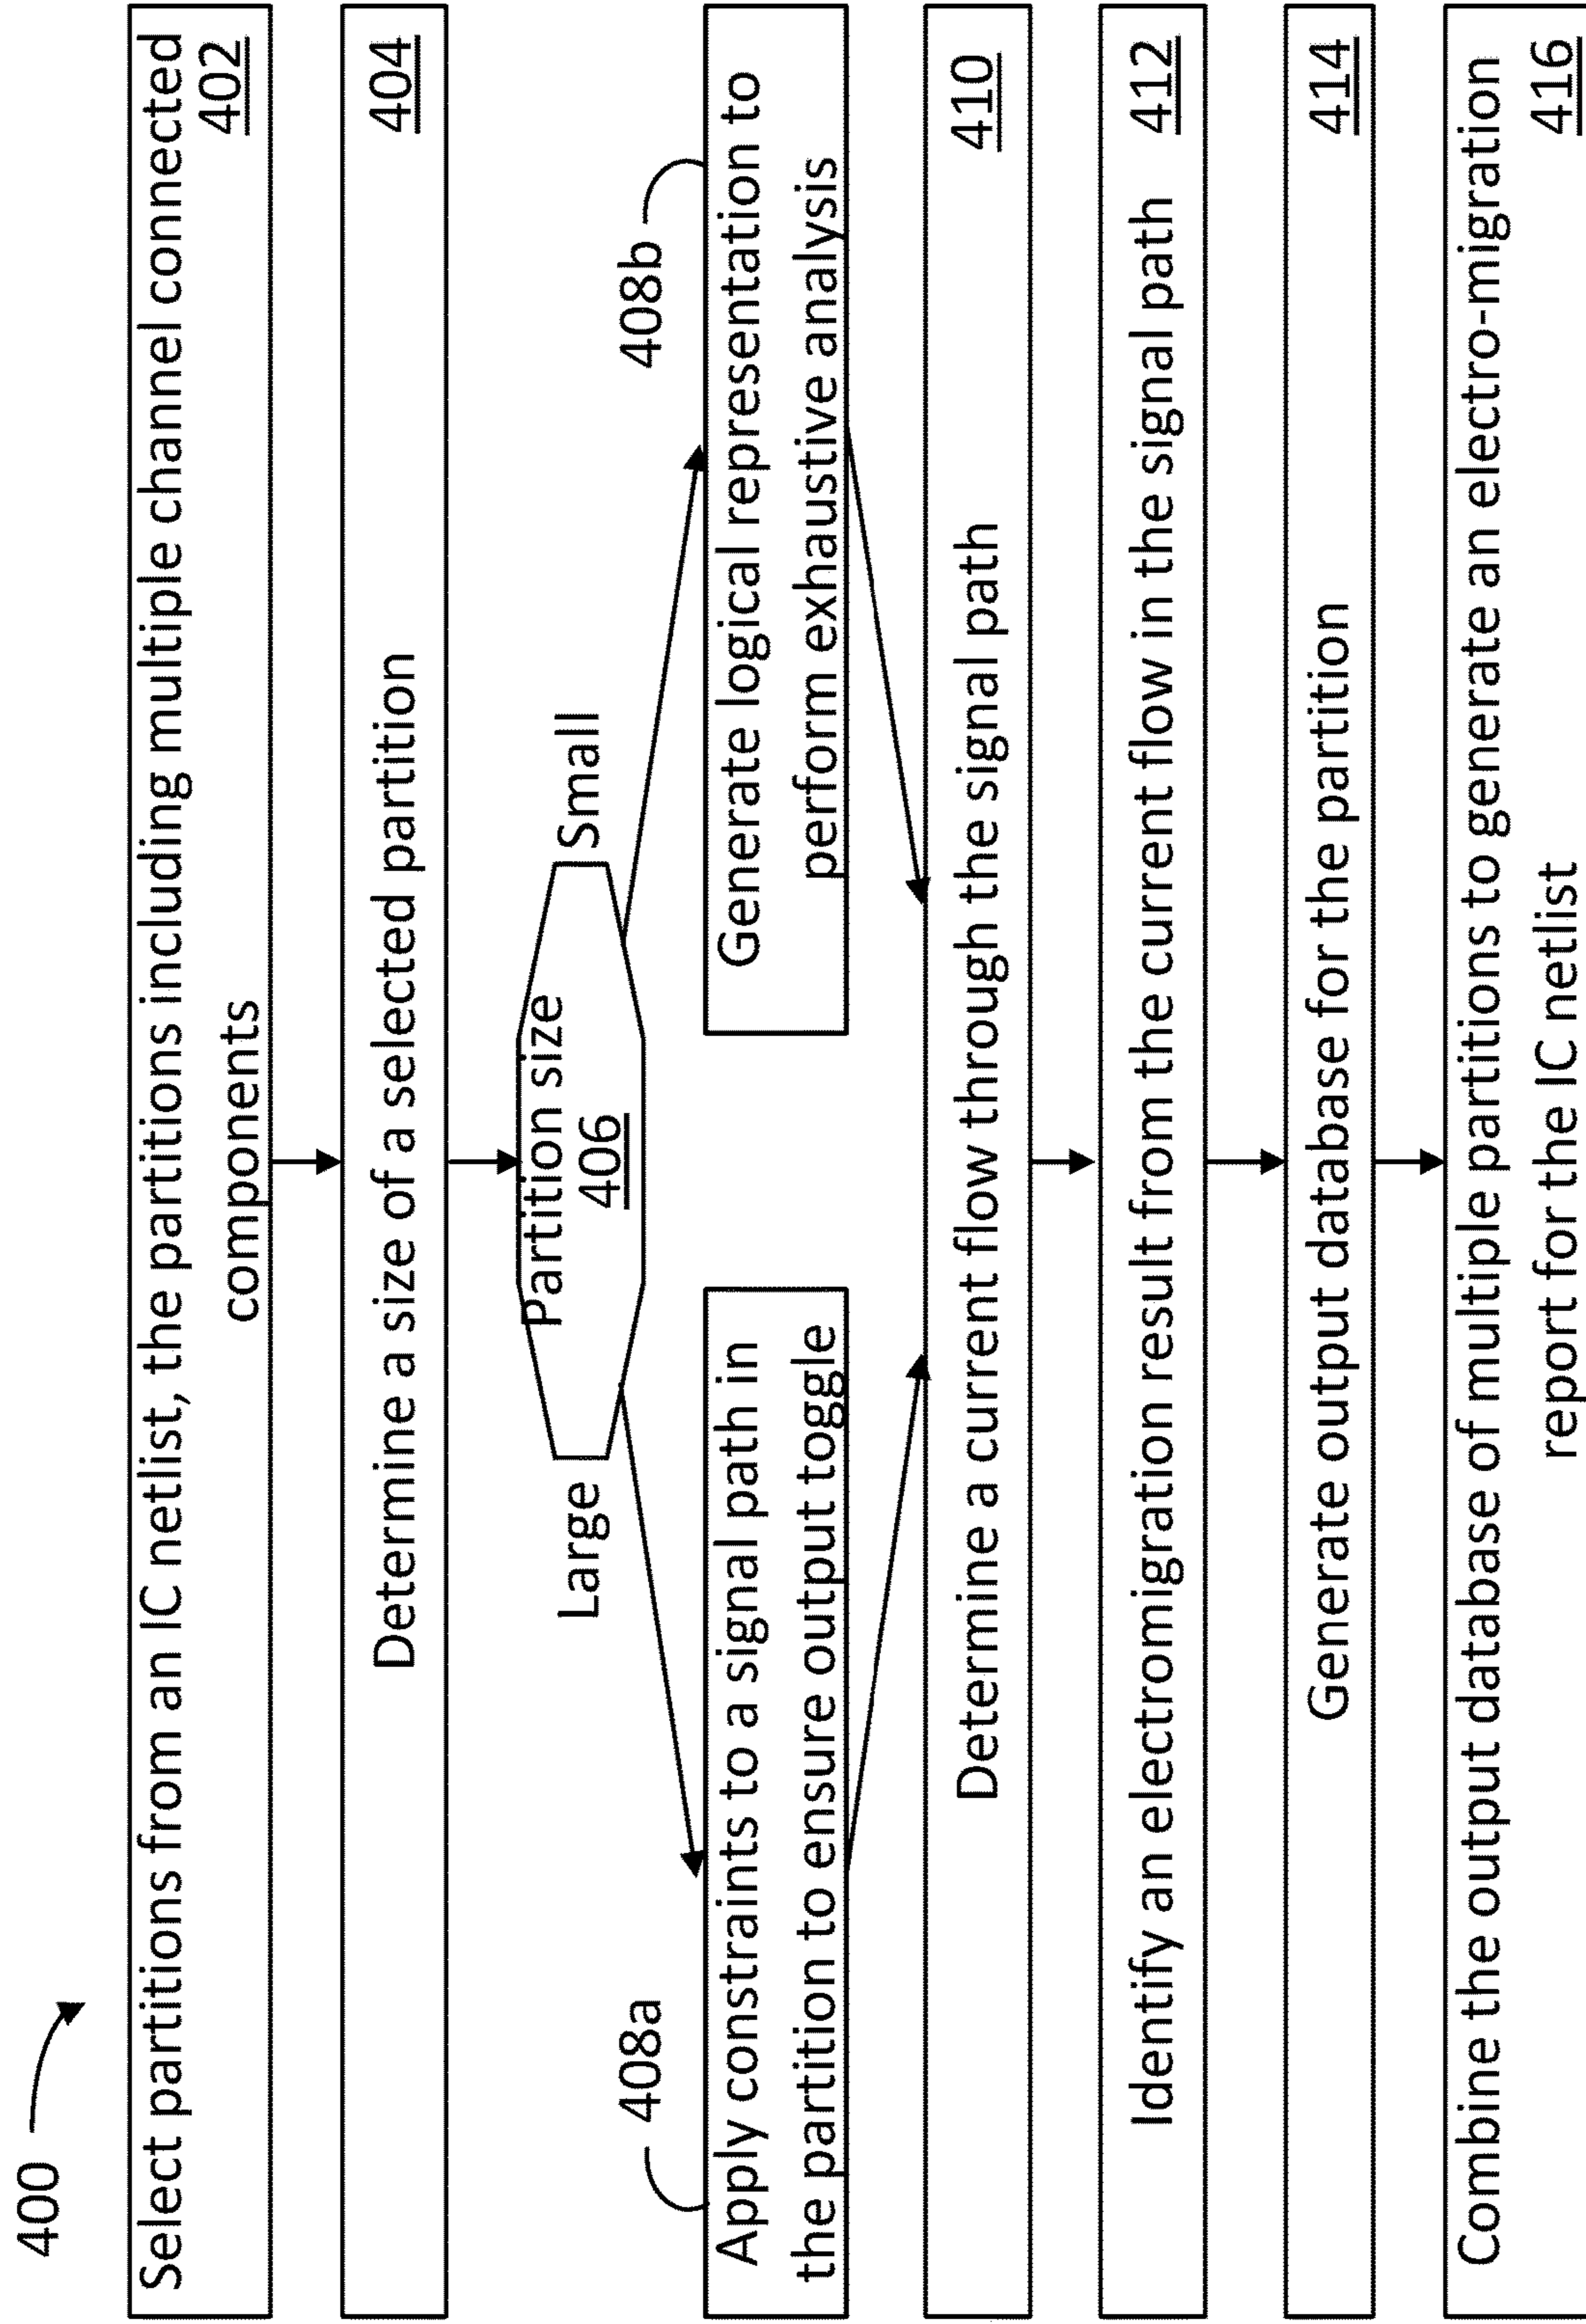 400
Select partitions from an IC netlist, the partitions including multiple channel connected
components
402
Determine a size of a selected partition
404
Partition size
406
Large
Small
408a
408b
Apply constraints to a signal path in
the partition to ensure output toggle
Generate logical representation to
perform exhaustive analysis
Determine a current flow through the signal path
410
Identify an electromigration result from the current flow in the signal path
412
Generate output database for the partition
414
Combine the output database of multiple partitions to generate an electro-migration
report for the IC netlist
416